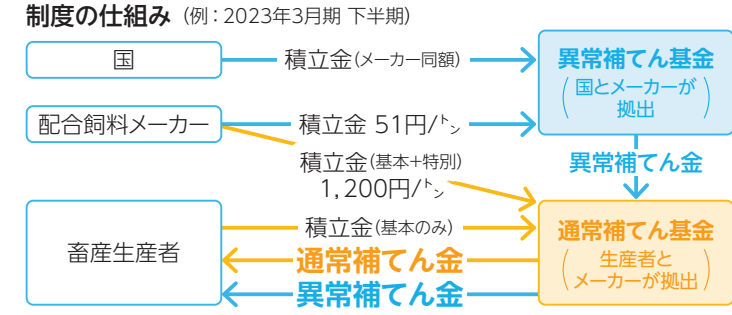 制度の仕組み（例：2023年3月期 下半期）
国
積立金(メーカー同額)
異常補てん基金
(国とメーカーが
拠出)
配合飼料メーカー
積立金 51円/㌧
積立金(基本+特別)
1,200円/㌧
異常補てん金
畜産生産者
積立金(基本のみ)
通常補てん金
異常補てん金
通常補てん基金
(生産者と
メーカーが拠出)